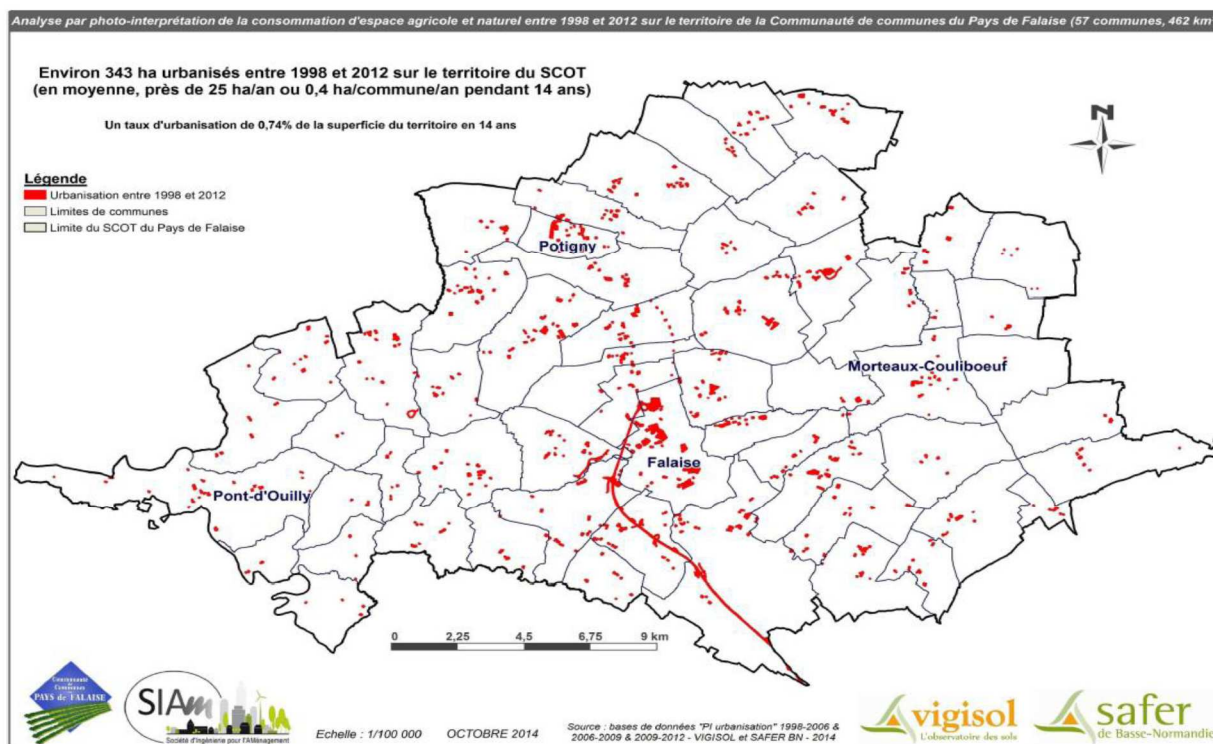 Analyse par photo-interprétation de la consommation d'espace agricole et naturel entre 1998 et 2012 sur le territoire de la Communauté de communes du Pays de Falaise (57 communes, 462 km
Environ 343 ha urbanisés entre 1998 et 2012 sur le territoire du SCOT
(en moyenne, près de 25 ha/an ou 0,4 ha/commune/an pendant 14 ans)
Un taux d'urbanisation de 0,74% de la superficie du territoire en 14 ans
N
Légende
Urbanisation entre 1998 et 2012
Limites de communes
Limite du SCOT du Pays de Falaise
Potigny
Morteaux-Coulibœuf
Falaise
Pont-d'Ouilly
0 2,25 4,5 6,75 9 km
COMMUNAUTÉ
de
COMMUNES
PAYS de FALAISE
SIAm
Société d'Ingénierie pour l'AMénagement
Echelle : 1/100 000 OCTOBRE 2014
Source : bases de données "PI urbanisation" 1998-2006 &
2006-2009 & 2009-2012 - VIGISOL et SAFER BN - 2014
vigisol
L'observatoire des sols
safer
de Basse-Normandie